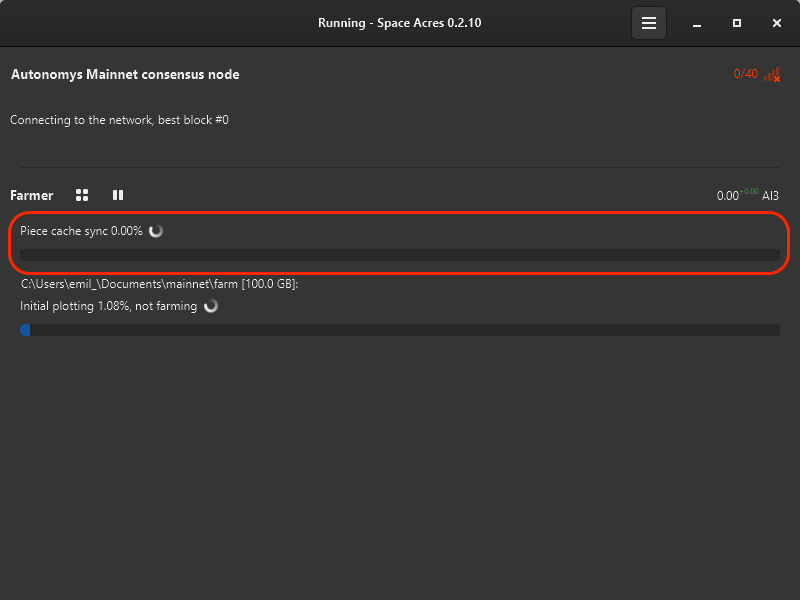 Running - Space Acres 0.2.10
Autonomys Mainnet consensus node
0/40
Connecting to the network, best block #0
Farmer
0.00+0.00 AI3
Piece cache sync 0.00%
C:\Users\emil_\Documents\mainnet\farm [100.0 GB]:
Initial plotting 1.08%, not farming